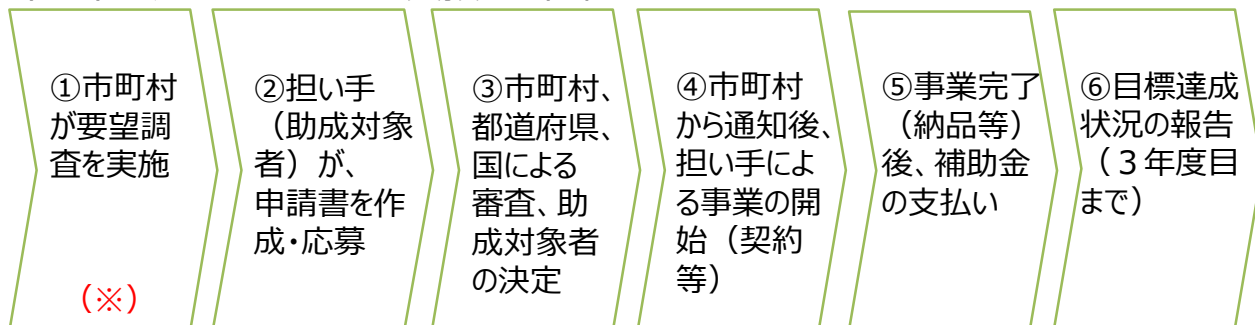 ①市町村
が要望調
査を実施
（※）
②担い手
（助成対象
者）が、
申請書を作
成・応募
③市町村、
都道府県、
国による
審査、助
成対象者
の決定
④市町村
から通知後、
担い手によ
る事業の開
始（契約
等）
⑤事業完了
（納品等）
後、補助金
の支払い
⑥目標達成
状況の報告
（３年度目
まで）